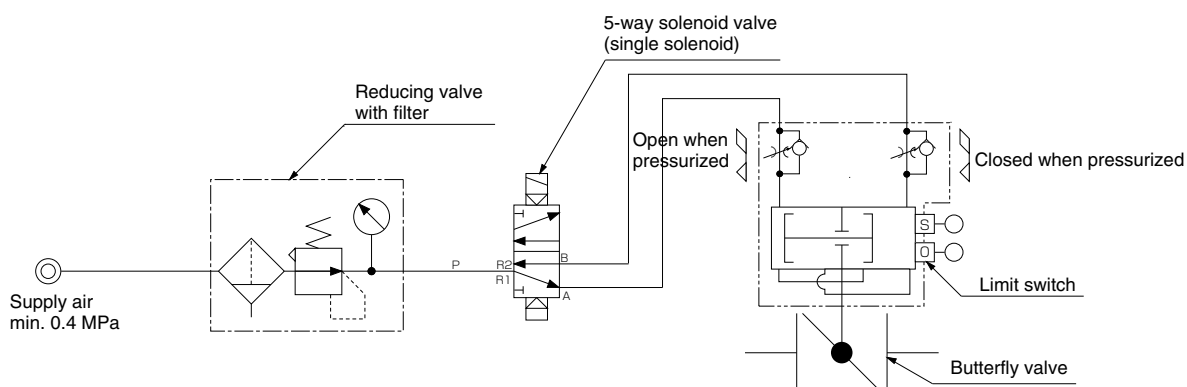 5-way solenoid valve
(single solenoid)
Reducing valve
with filter
Open when
pressurized
Closed when pressurized
S
O
P
R2
R1
B
A
Supply air
min. 0.4 MPa
Limit switch
Butterfly valve